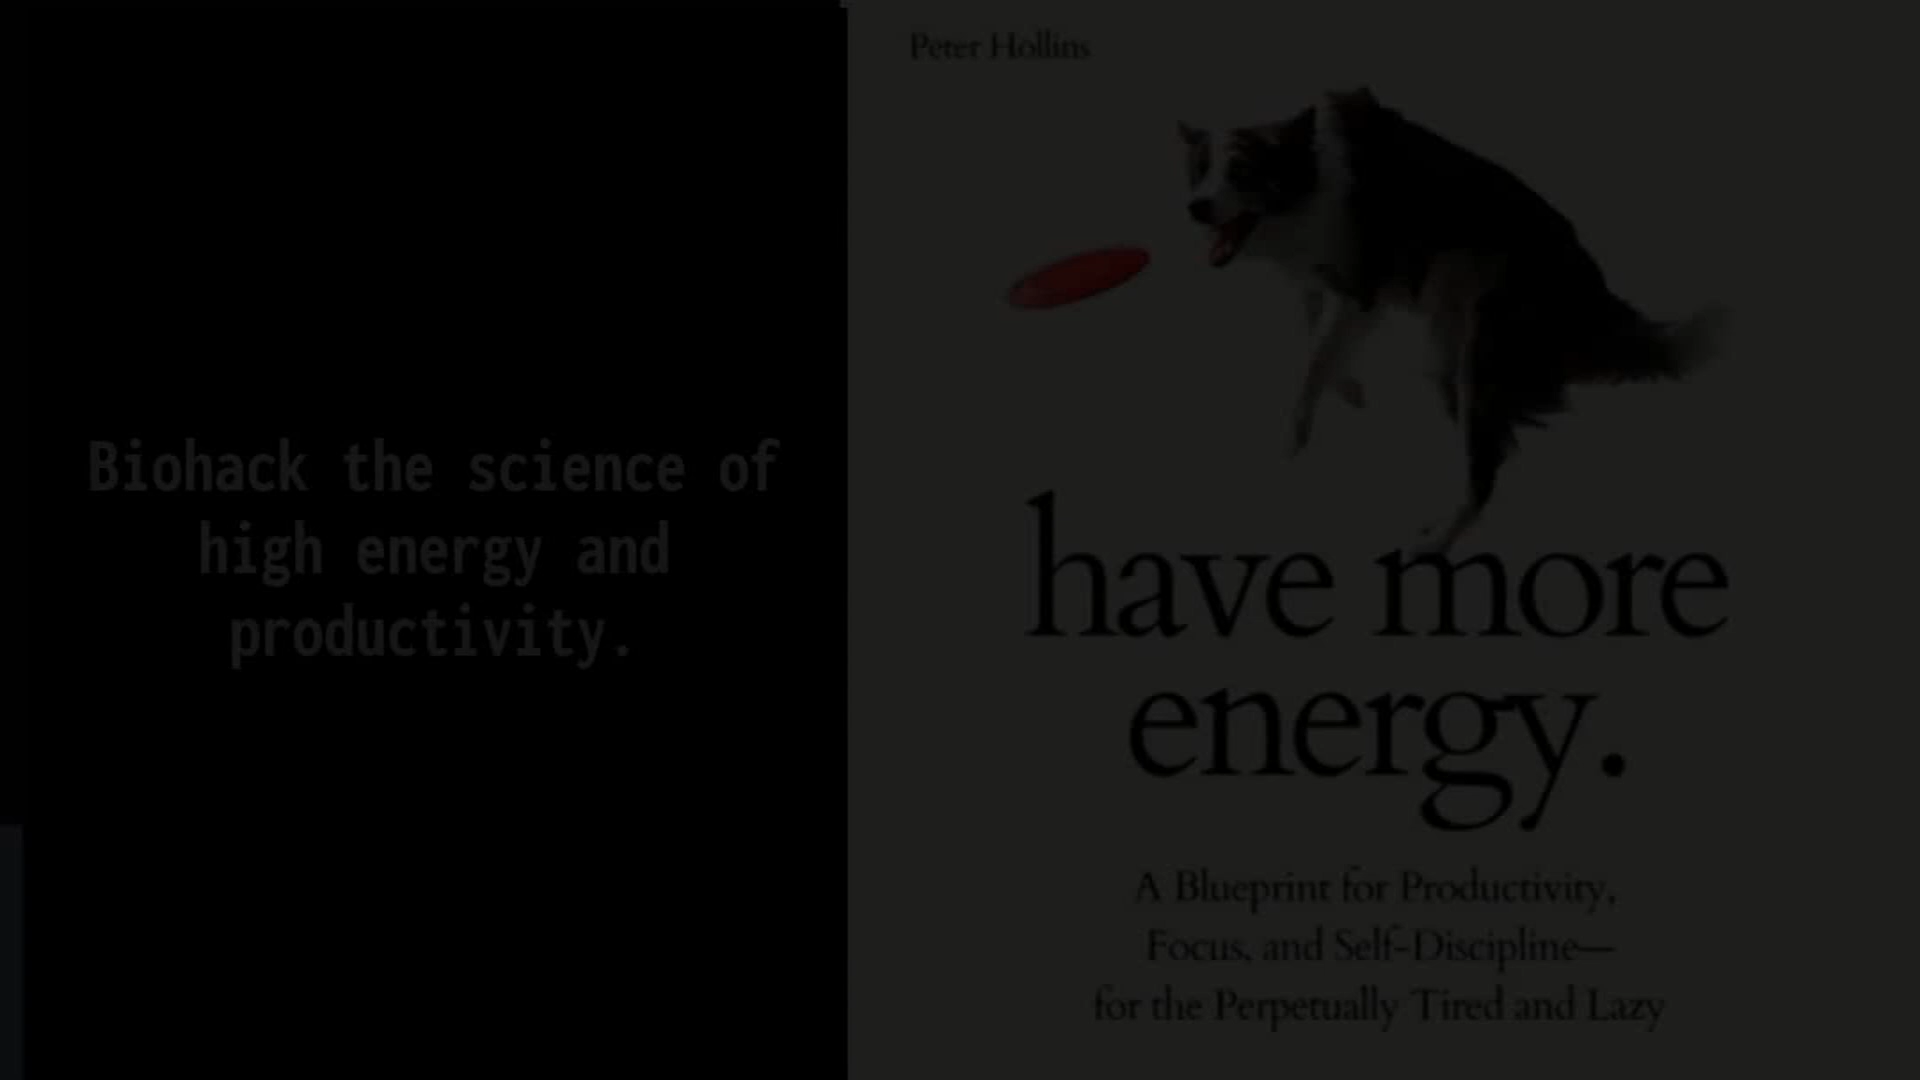 Biohack the science of
high energy and
productivity.
Peter Hollins
have more
energy.
A Blueprint for Productivity,
Focus, and Self-Discipline—
for the Perpetually Tired and Lazy